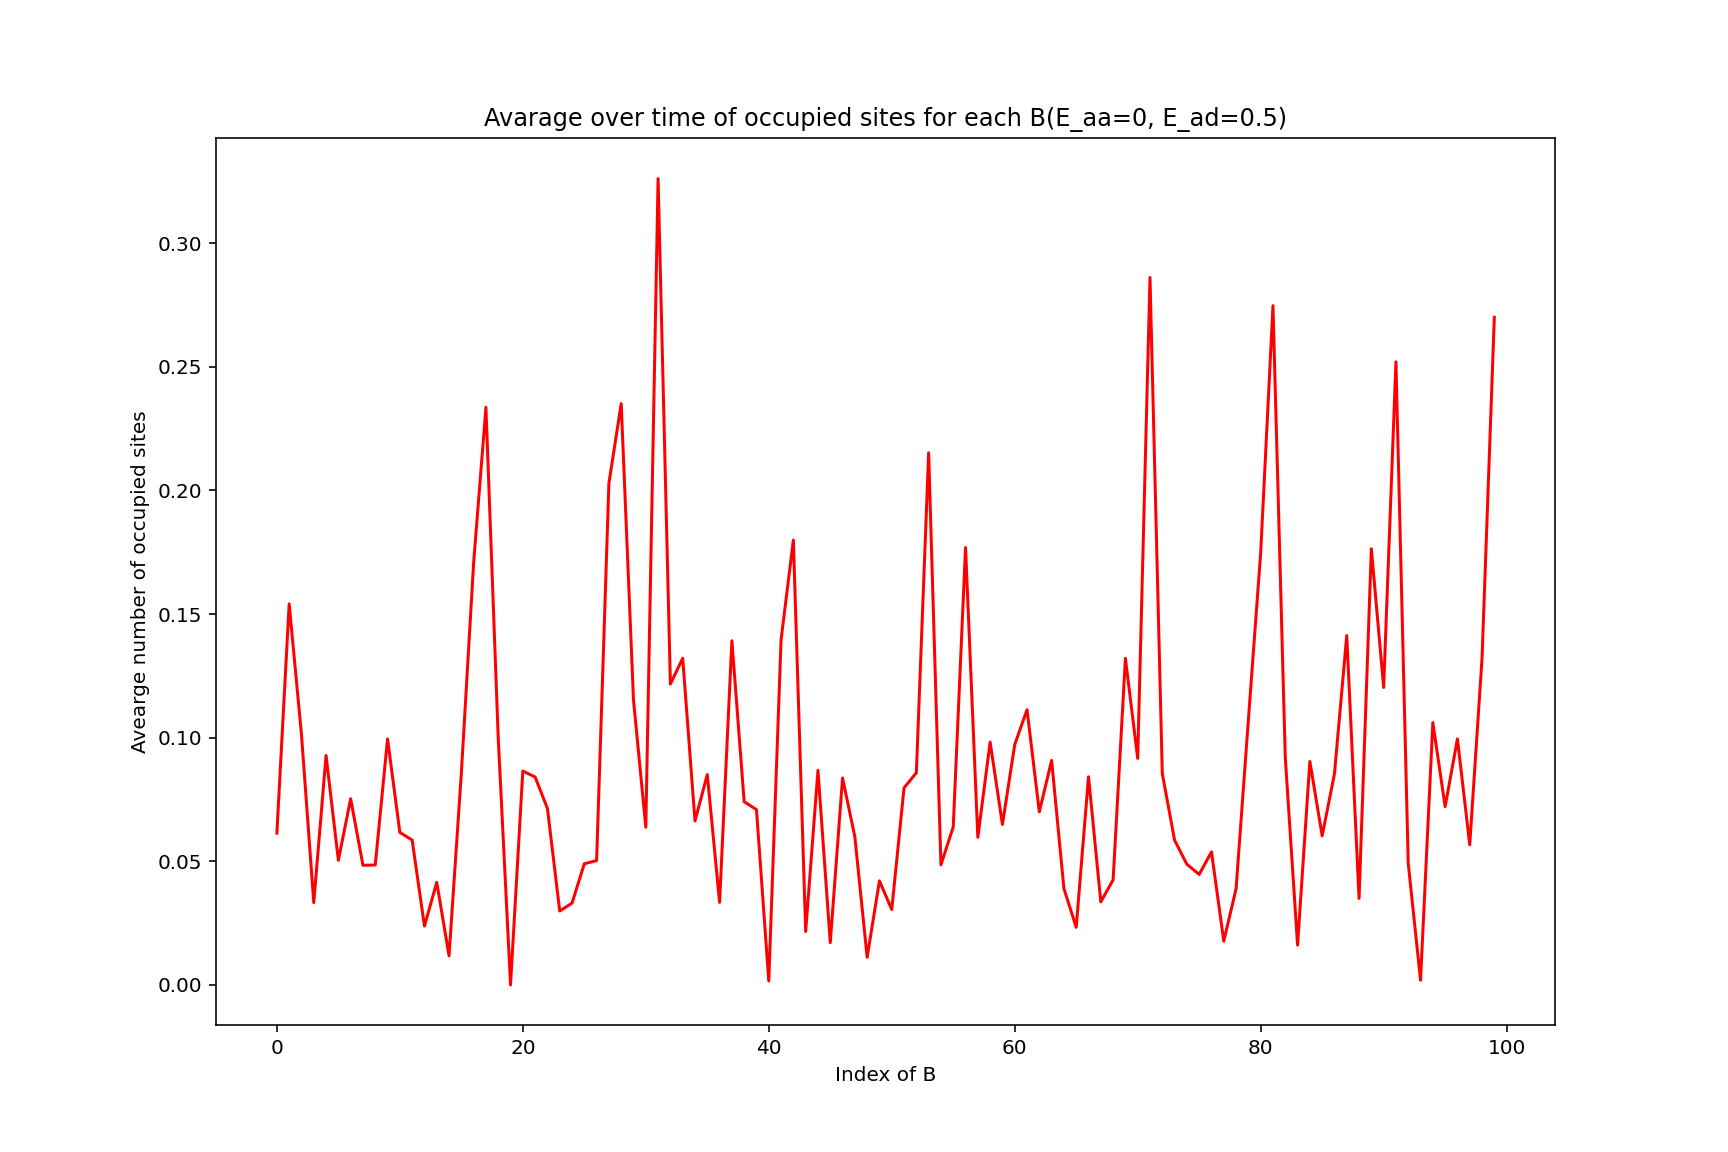 Avarage over time of occupied sites for each B(E_aa=0, E_ad=0.5)
0.30
0.25
0.20
0.15
0.10
0.05
0.00
Avearge number of occupied sites
0 20 40 60 80 100
Index of B